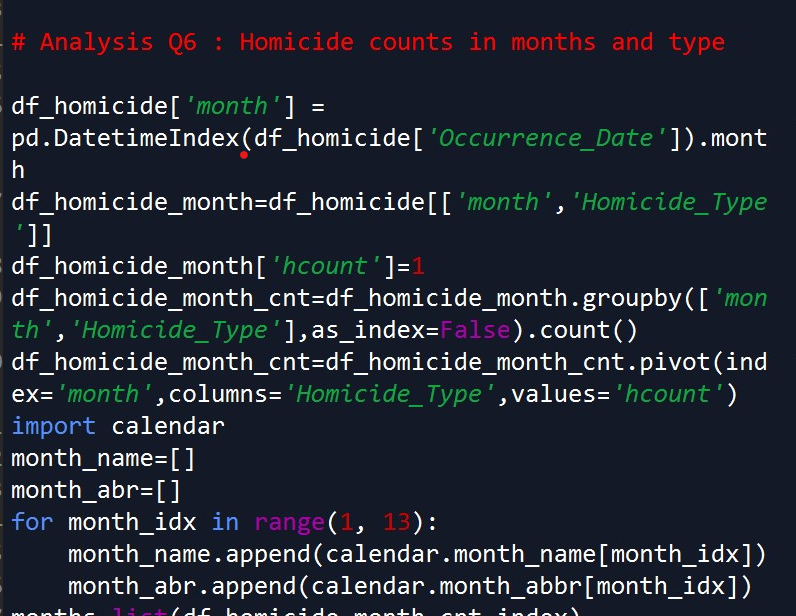 # Analysis Q6 : Homicide counts in months and type
df_homicide['month'] =
pd.DatetimeIndex(df_homicide['Occurrence_Date']).mont
h
df_homicide_month=df_homicide[['month','Homicide_Type
']]
df_homicide_month['hcount']=1
df_homicide_month_cnt=df_homicide_month.groupby(['mon
th','Homicide_Type'],as_index=False).count()
df_homicide_month_cnt=df_homicide_month_cnt.pivot(ind
ex='month',columns='Homicide_Type',values='hcount')
import calendar
month_name=[]
month_abr=[]
for month_idx in range(1, 13):
    month_name.append(calendar.month_name[month_idx])
    month_abr.append(calendar.month_abbr[month_idx])
months=list(df_homicide_month_cnt.index)